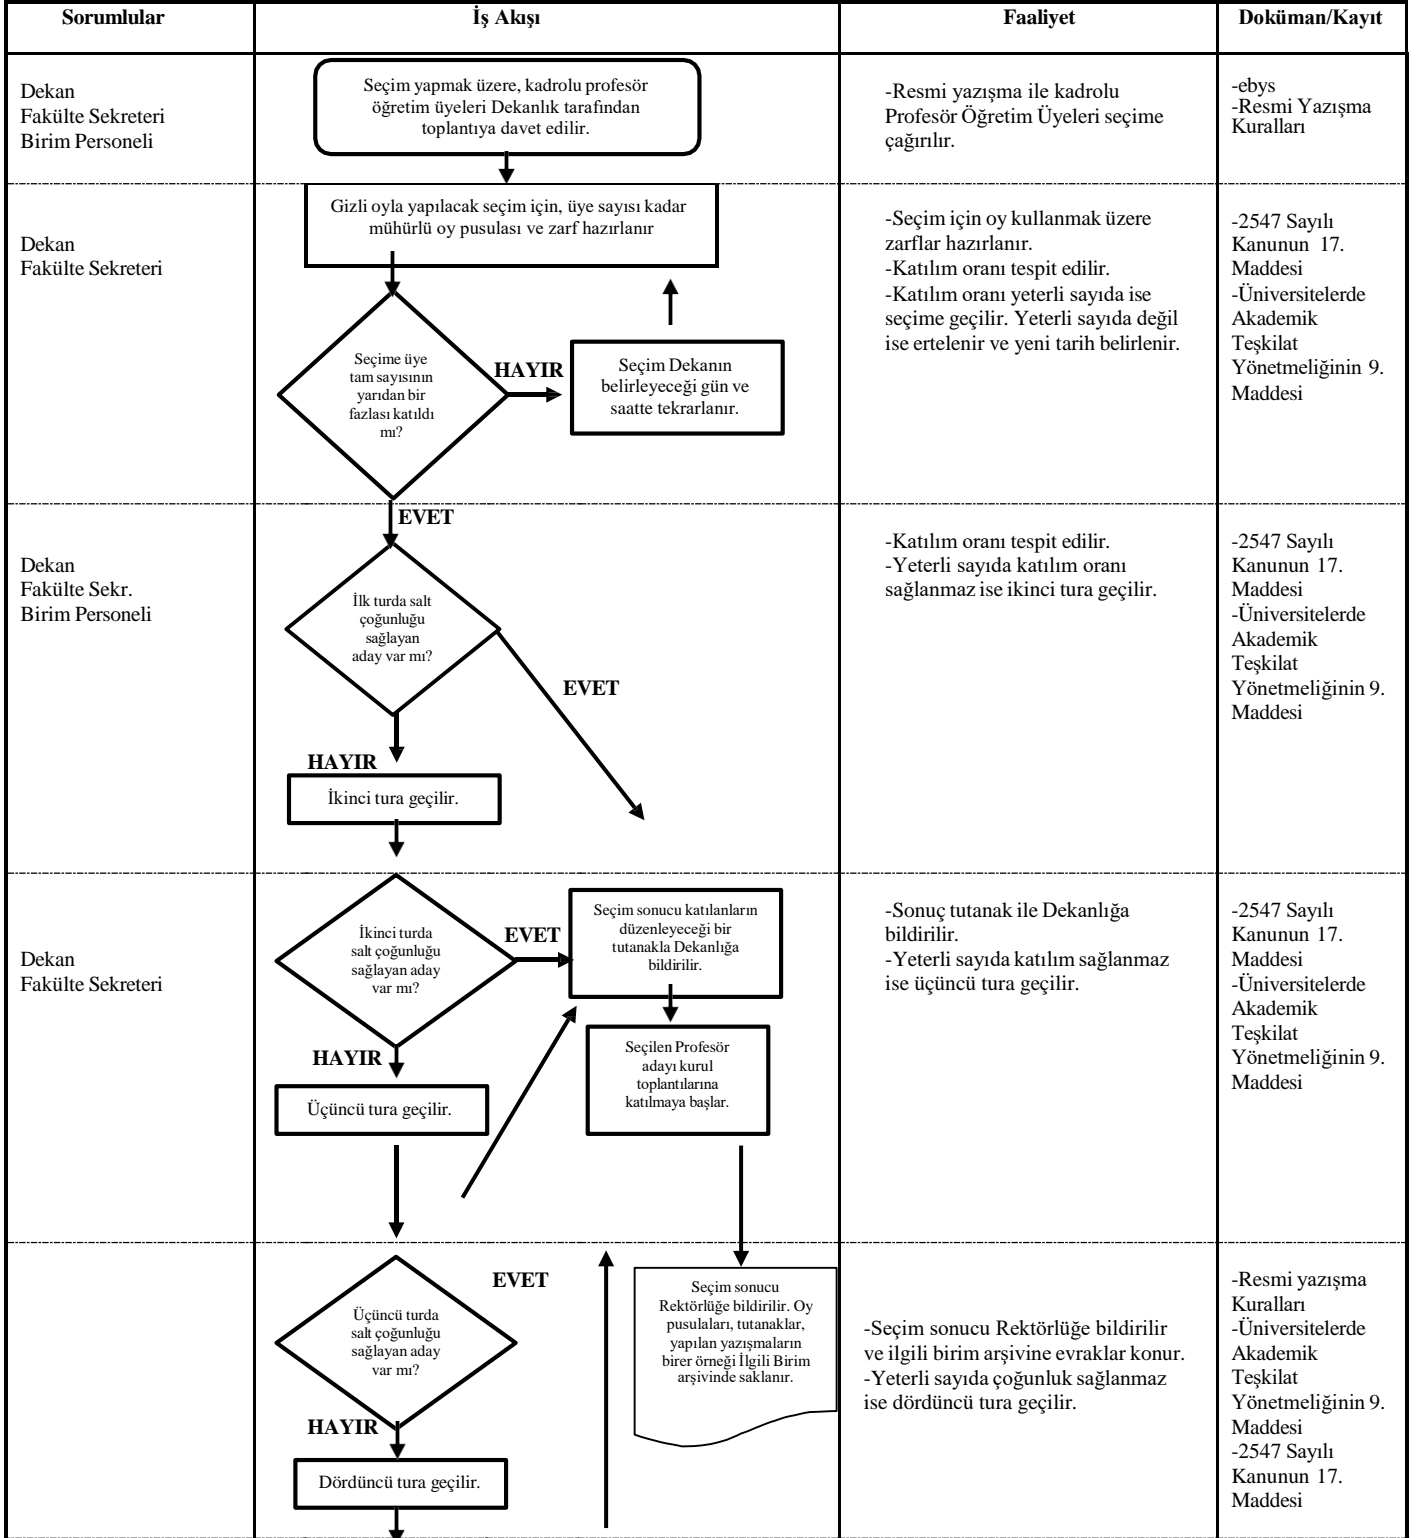 Sorumlular
İş Akışı
Faaliyet
Doküman/Kayıt
Dekan
Fakülte Sekreteri
Birim Personeli
Seçim yapmak üzere, kadrolu profesör
öğretim üyeleri Dekanlık tarafından
toplantıya davet edilir.
-Resmi yazışma ile kadrolu
Profesör Öğretim Üyeleri seçime
çağırılır.
-ebys
-Resmi Yazışma
Kuralları
Dekan
Fakülte Sekreteri
Gizli oyla yapılacak seçim için, üye sayısı kadar
mühürlü oy pusulası ve zarf hazırlanır
Seçime üye
tam sayısının
yarıdan bir
fazlası katıldı
mı?
HAYIR
Seçim Dekanın
belirleyeceği gün ve
saatte tekrarlanır.
-Seçim için oy kullanmak üzere
zarflar hazırlanır.
-Katılım oranı tespit edilir.
-Katılım oranı yeterli sayıda ise
seçime geçilir. Yeterli sayıda değil
ise ertelenir ve yeni tarih belirlenir.
-2547 Sayılı
Kanunun 17.
Maddesi
-Üniversitelerde
Akademik
Teşkilat
Yönetmeliğinin 9.
Maddesi
EVET
Dekan
Fakülte Sekr.
Birim Personeli
İlk turda salt
çoğunluğu
sağlayan
aday var mı?
EVET
HAYIR
İkinci tura geçilir.
-Katılım oranı tespit edilir.
-Yeterli sayıda katılım oranı
sağlanmaz ise ikinci tura geçilir.
-2547 Sayılı
Kanunun 17.
Maddesi
-Üniversitelerde
Akademik
Teşkilat
Yönetmeliğinin 9.
Maddesi
Dekan
Fakülte Sekreteri
İkinci turda
salt çoğunluğu
sağlayan aday
var mı?
EVET
Seçim sonucu katılanların
düzenleyeceği bir
tutanakla Dekanlığa
bildirilir.
HAYIR
Üçüncü tura geçilir.
Seçilen Profesör
adayı kurul
toplantılarına
katılmaya başlar.
-Sonuç tutanak ile Dekanlığa
bildirilir.
-Yeterli sayıda katılım sağlanmaz
ise üçüncü tura geçilir.
-2547 Sayılı
Kanunun 17.
Maddesi
-Üniversitelerde
Akademik
Teşkilat
Yönetmeliğinin 9.
Maddesi
Üçüncü turda
salt çoğunluğu
sağlayan aday
var mı?
EVET
HAYIR
Dördüncü tura geçilir.
Seçim sonucu
Rektörlüğe bildirilir. Oy
pusulaları, tutanaklar,
yapılan yazışmaların
birer örneği İlgili Birim
arşivinde saklanır.
-Seçim sonucu Rektörlüğe bildirilir
ve ilgili birim arşivine evraklar konur.
-Yeterli sayıda çoğunluk sağlanmaz
ise dördüncü tura geçilir.
-Resmi yazışma
Kuralları
-Üniversitelerde
Akademik
Teşkilat
Yönetmeliğinin 9.
Maddesi
-2547 Sayılı
Kanunun 17.
Maddesi